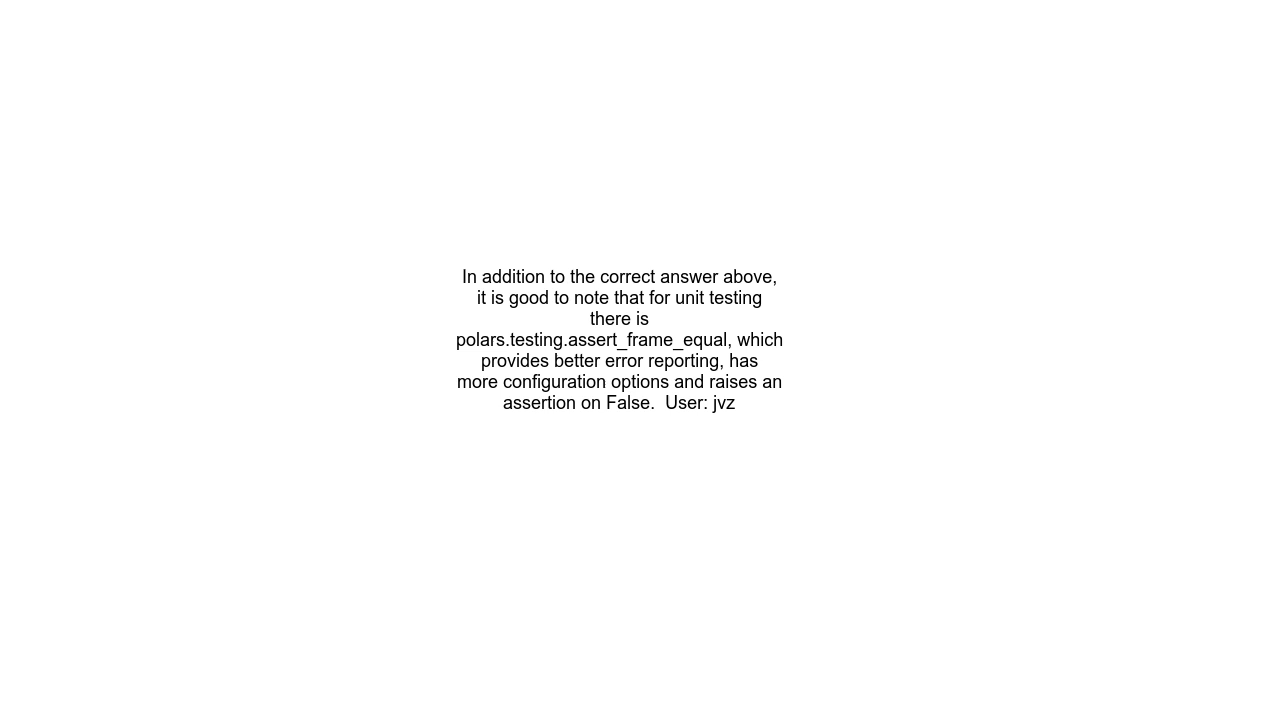 In addition to the correct answer above,
it is good to note that for unit testing
there is
polars.testing.assert_frame_equal, which
provides better error reporting, has
more configuration options and raises an
assertion on False.  User: jvz